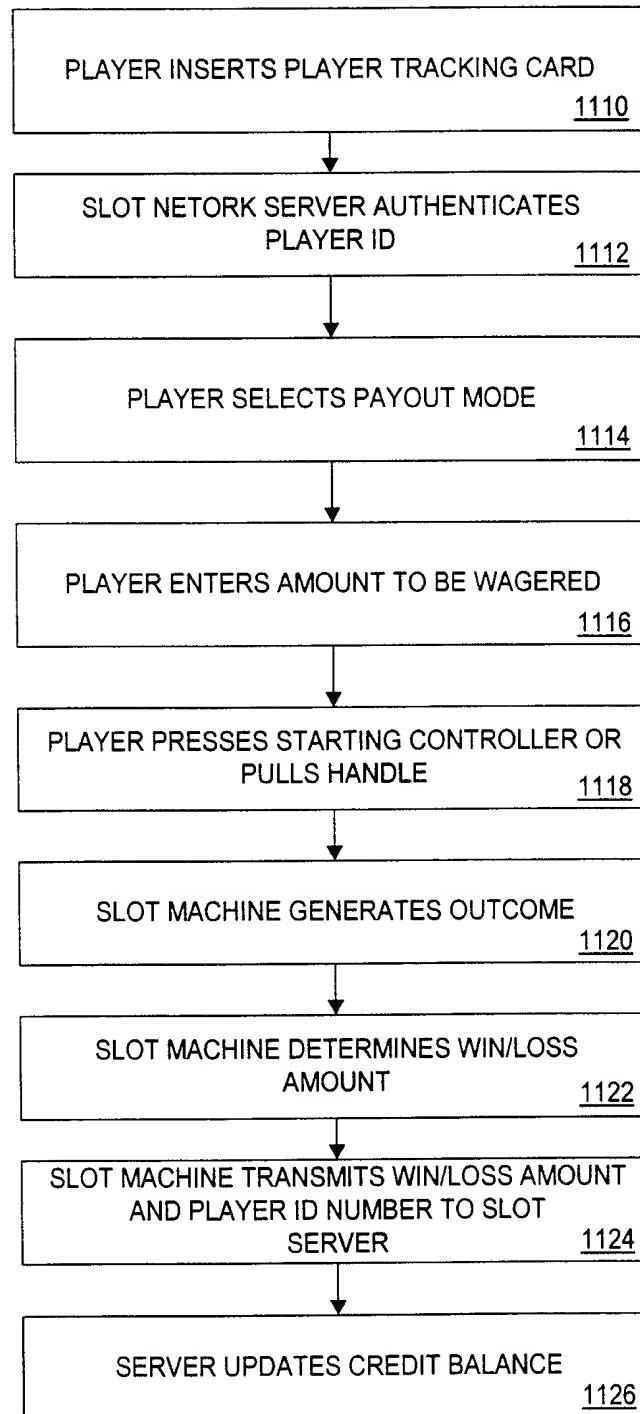 PLAYER INSERTS PLAYER TRACKING CARD
1110
SLOT NETORK SERVER AUTHENTICATES
PLAYER ID
1112
PLAYER SELECTS PAYOUT MODE
1114
PLAYER ENTERS AMOUNT TO BE WAGERED
1116
PLAYER PRESSES STARTING CONTROLLER OR
PULLS HANDLE
1118
SLOT MACHINE GENERATES OUTCOME
1120
SLOT MACHINE DETERMINES WIN/LOSS
AMOUNT
1122
SLOT MACHINE TRANSMITS WIN/LOSS AMOUNT
AND PLAYER ID NUMBER TO SLOT
SERVER
1124
SERVER UPDATES CREDIT BALANCE
1126